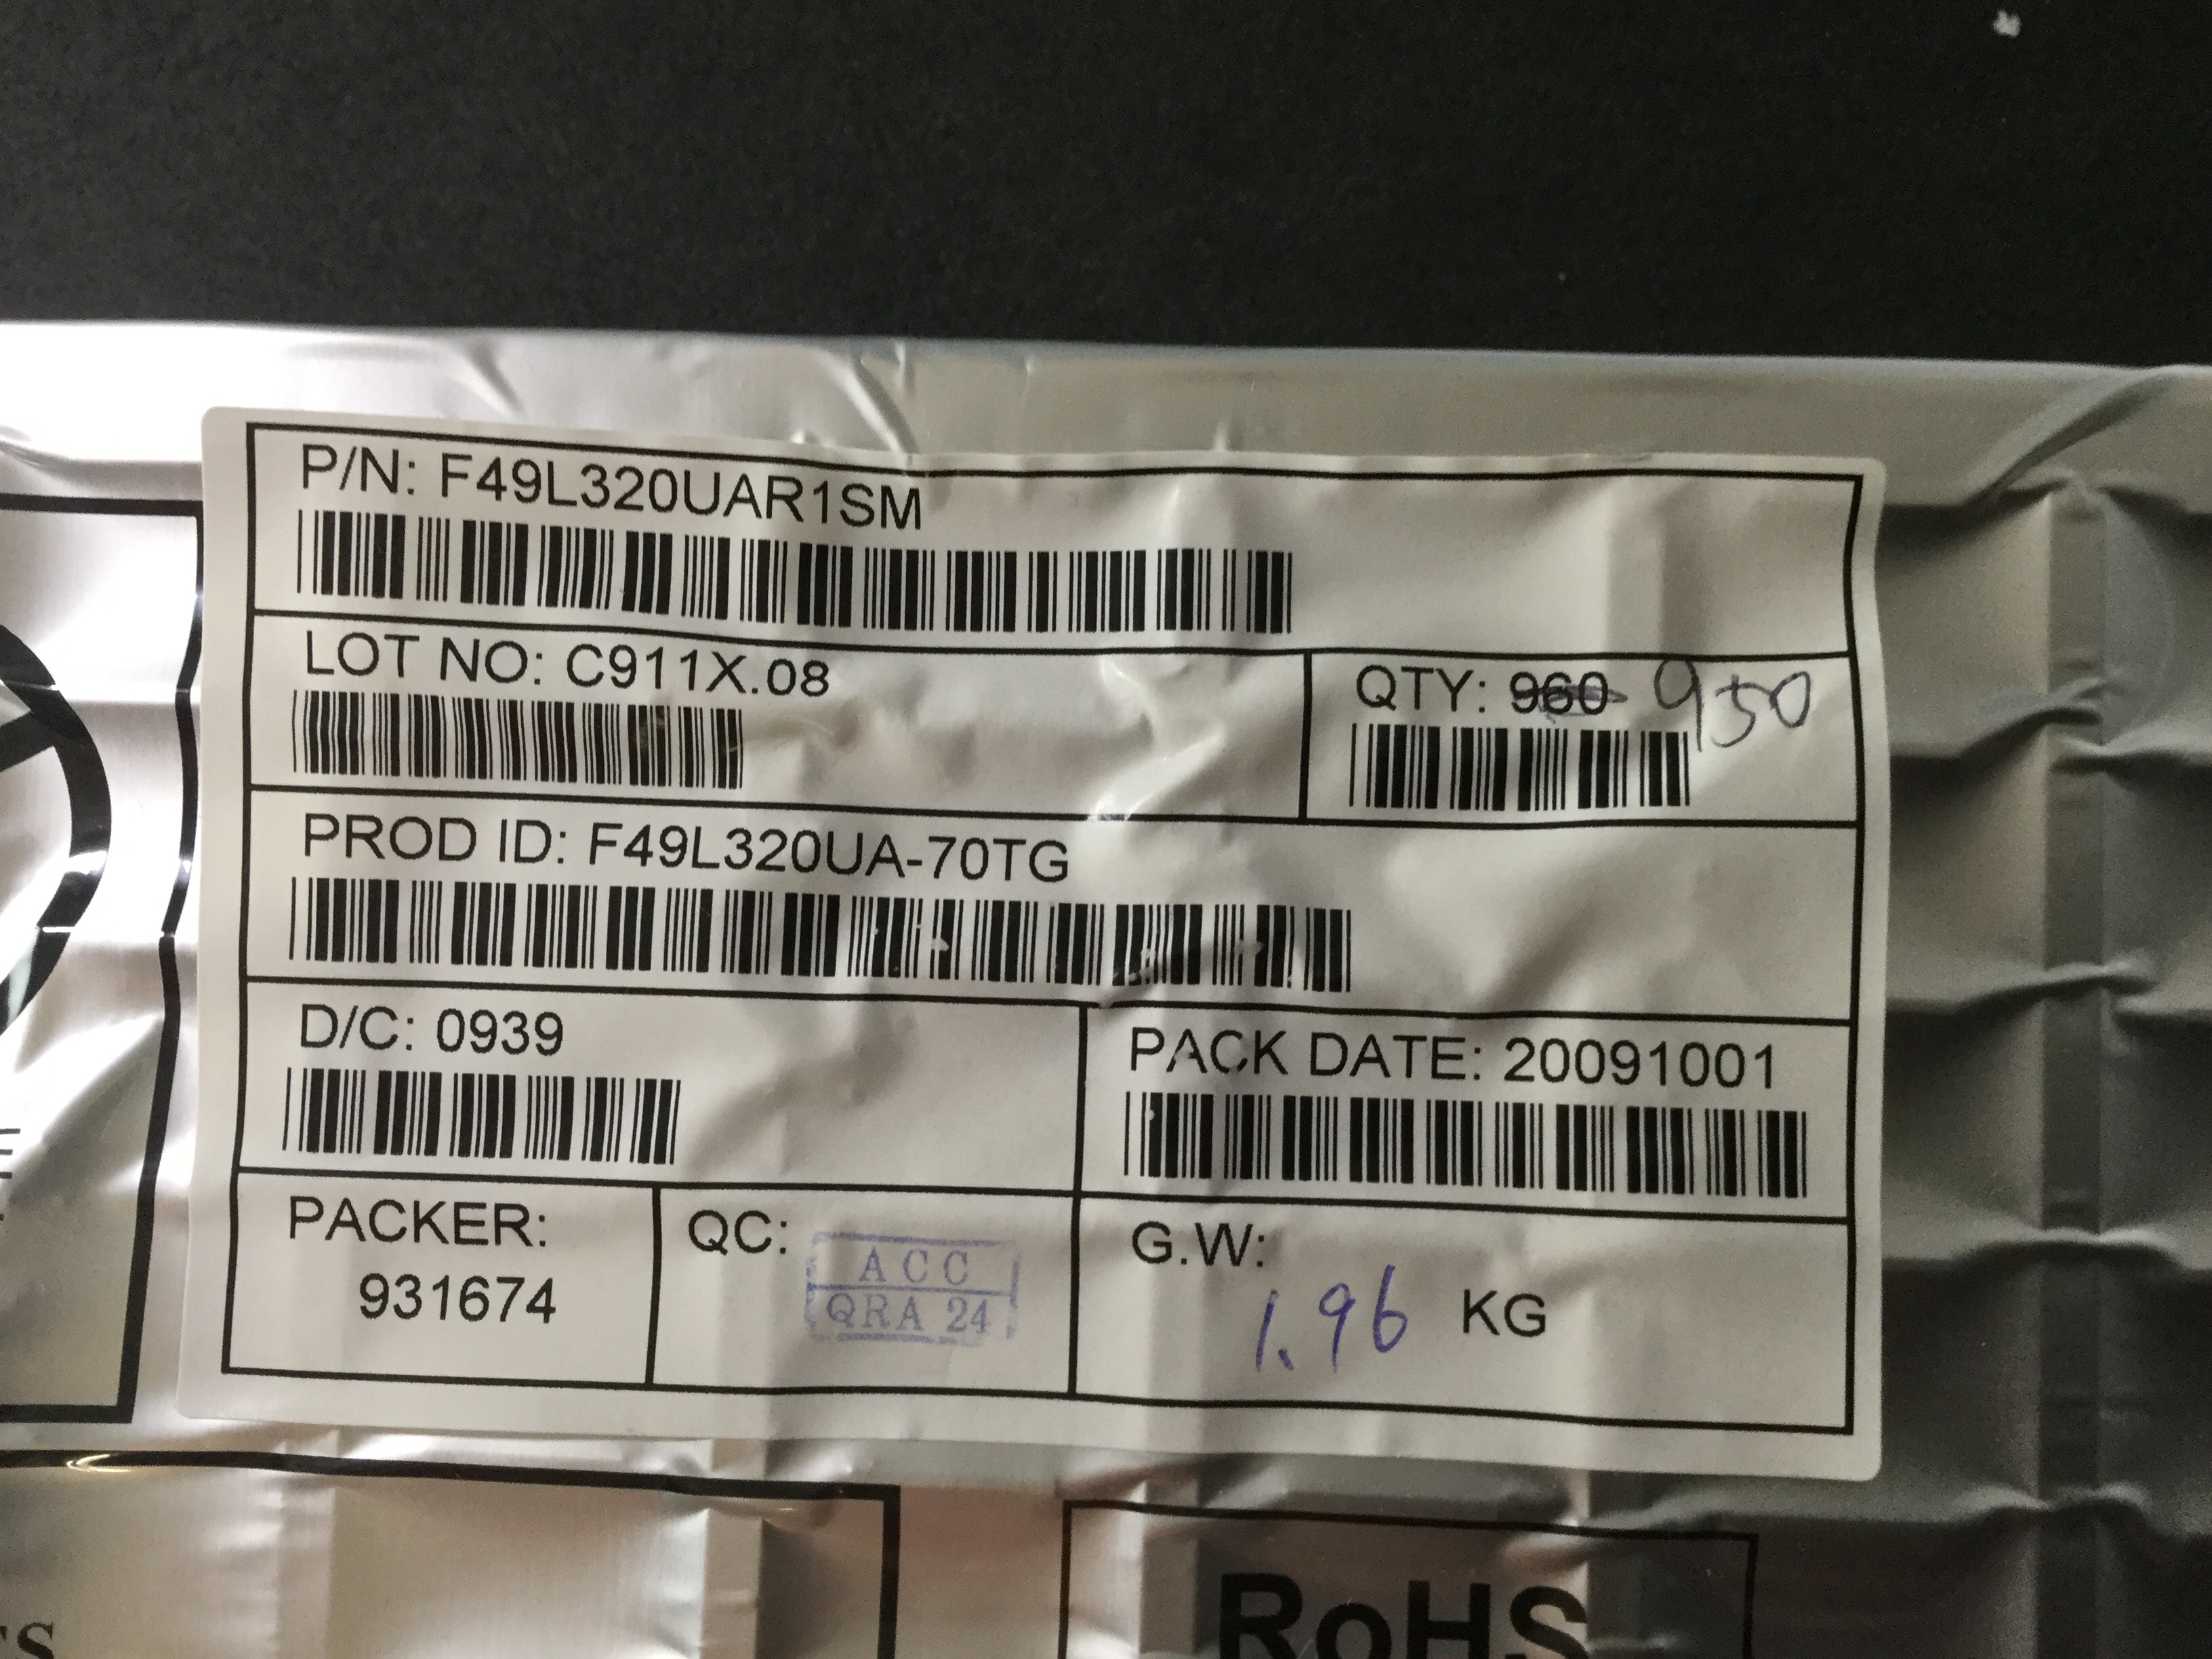 P/N: F49L320UAR1SM
LOT NO: C911X.08
QTY: 960 950
PROD ID: F49L320UA-70TG
D/C: 0939
PACK DATE: 20091001
PACKER:
931674
QC:
ACC
QRA 24
G.W:
1.96 KG
RoHS